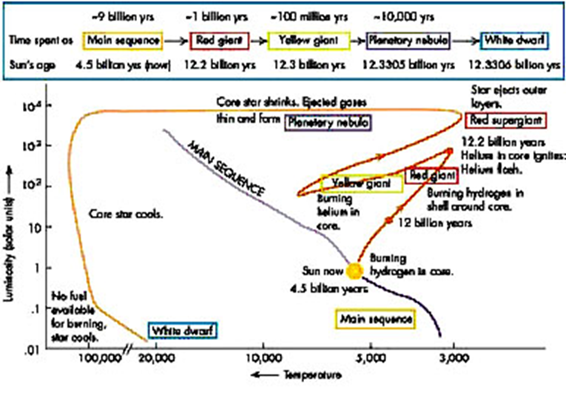 ~9 billion yrs ~1 billion yrs ~100 million yrs ~10,000 yrs
Time spent as Main sequence Red giant Yellow giant Planetary nebula White dwarf
Sun's age 4.5 billion yrs (now) 12.2 billion yrs 12.3 billion yrs 12.3305 billion yrs 12.3306 billion yrs
Star ejects outer
layers.
Red supergiant
Core star shrinks. Ejected gases
thin and form Planetary nebula
12.2 billion years
Helium in core ignites:
Helium flash.
MAIN SEQUENCE
Yellow giant
Red giant
Burning
helium in
core.
Burning hydrogen in
shell around core.
12 billion years
Core star cools.
Sun now
4.5 billion years
Burning
hydrogen in core.
No fuel
available
for burning,
star cools.
White dwarf
Main sequence
Luminosity (solar units)
10⁴
10³
10²
10
1
.1
.01
100,000 20,000 10,000 5,000 3,000
Temperature